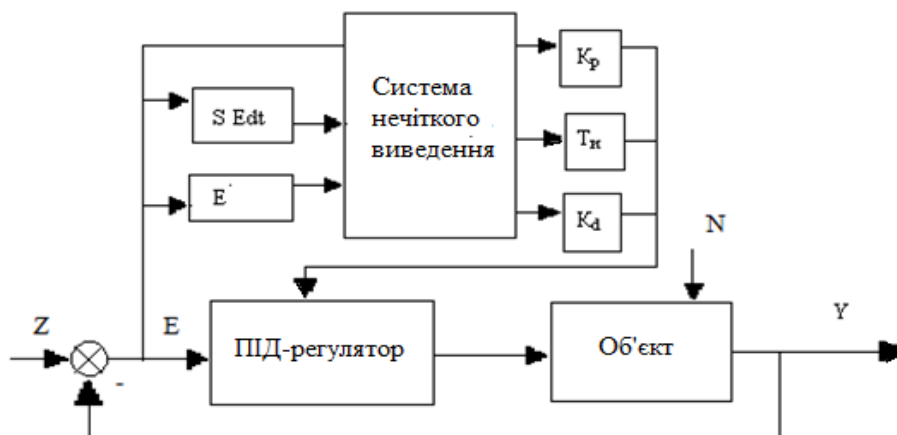 Kp
S Edt
Система
нечіткого
виведення
Tи
E˙
Kd
N
Z
E
ПІД-регулятор
Об'єкт
Y
-